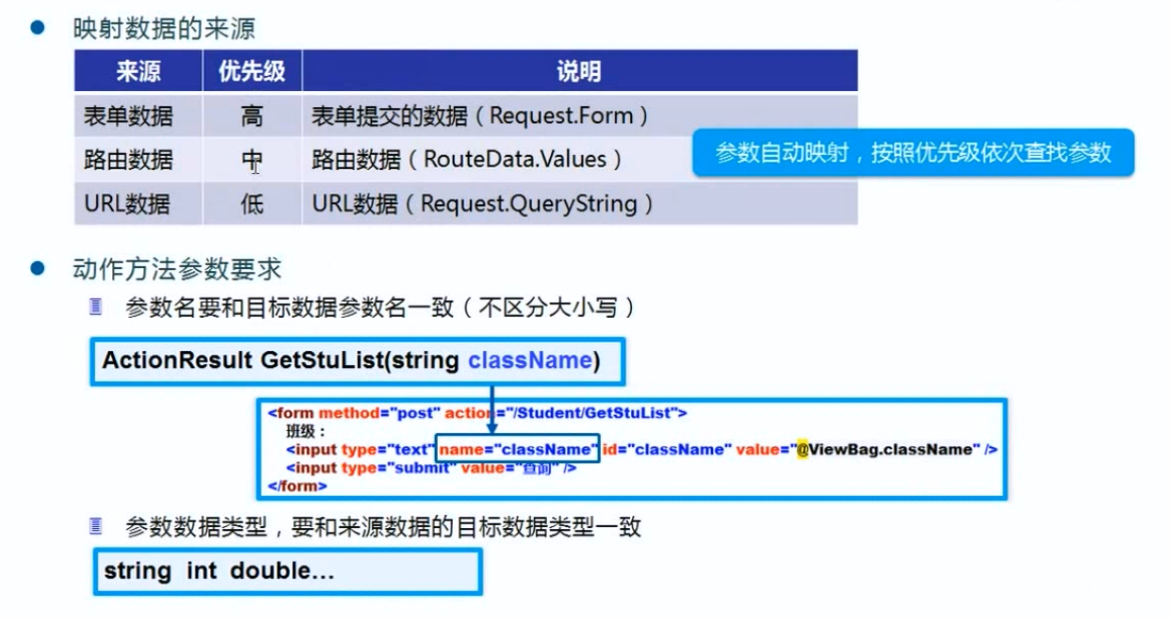 映射数据的来源
来源 优先级 说明
表单数据 高 表单提交的数据（Request.Form）
路由数据 中 路由数据（RouteData.Values）
参数自动映射，按照优先级依次查找参数
URL数据 低 URL数据（Request.QueryString）
动作方法参数要求
参数名要和目标数据参数名一致（不区分大小写）
ActionResult GetStuList(string className)
<form method="post" action="/Student/GetStuList">
班级：
<input type="text" name="className" id="className" value="@ViewBag.className" />
<input type="submit" value="查询" />
</form>
参数数据类型，要和来源数据的目标数据类型一致
string int double...